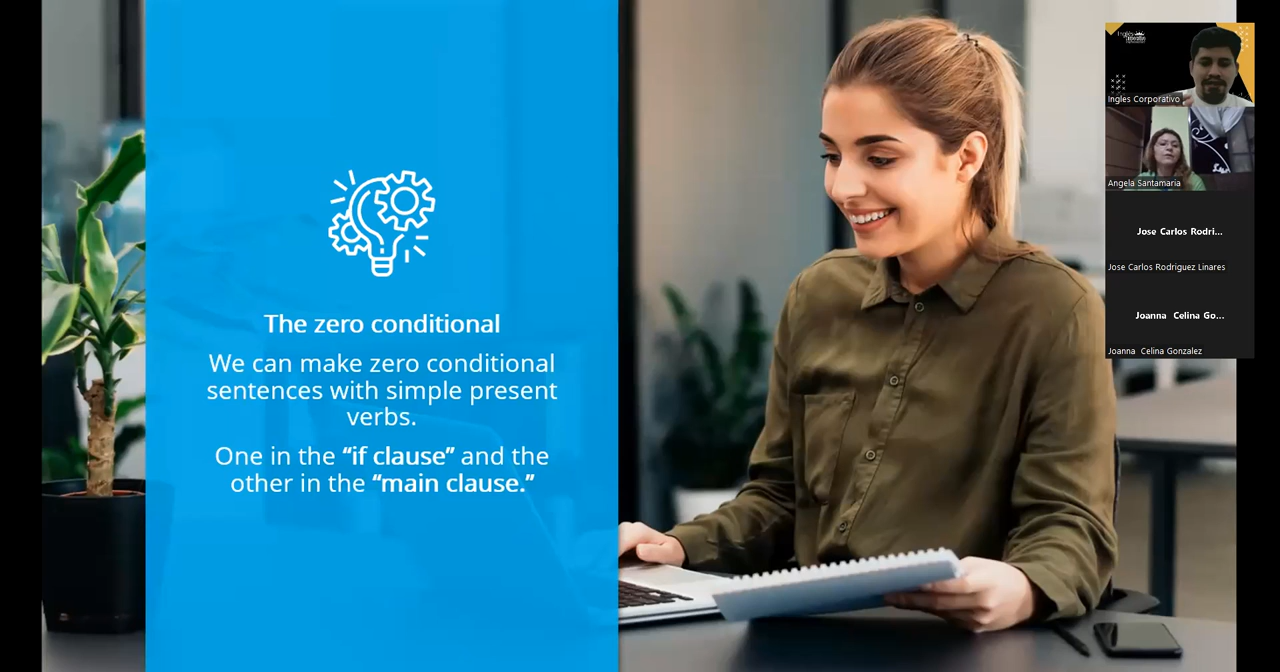 The zero conditional
We can make zero conditional
sentences with simple present
verbs.
One in the “if clause” and the
other in the “main clause.”
Ingles Corporativo
Angela Santamaria
Jose Carlos Rodri...
Jose Carlos Rodriguez Linares
Joanna Celina Go...
Joanna Celina Gonzalez